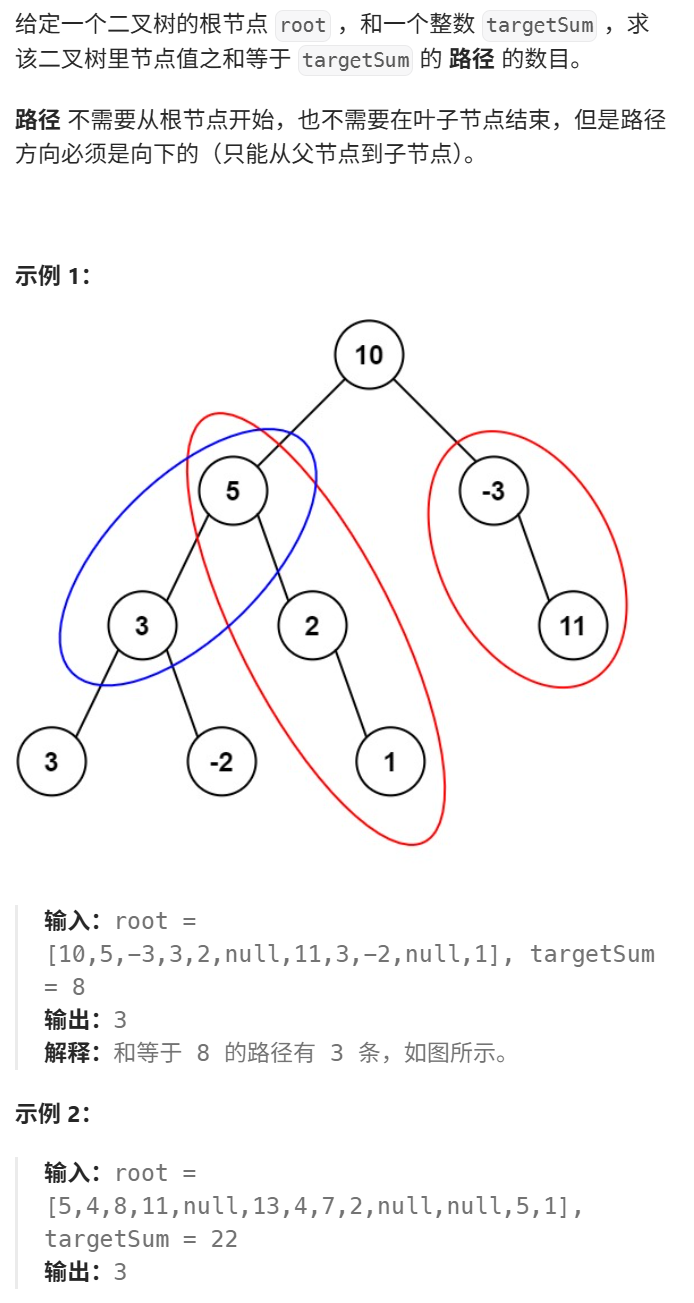 给定一个二叉树的根节点 root ，和一个整数 targetSum ，求
该二叉树里节点值之和等于 targetSum 的 路径 的数目。
路径 不需要从根节点开始，也不需要在叶子节点结束，但是路径
方向必须是向下的（只能从父节点到子节点）。
示例 1：
10
5
-3
3
2
11
3
-2
1
输入：root =
[10,5,-3,3,2,null,11,3,-2,null,1], targetSum
= 8
输出：3
解释：和等于 8 的路径有 3 条，如图所示。
示例 2：
输入：root =
[5,4,8,11,null,13,4,7,2,null,null,5,1],
targetSum = 22
输出：3